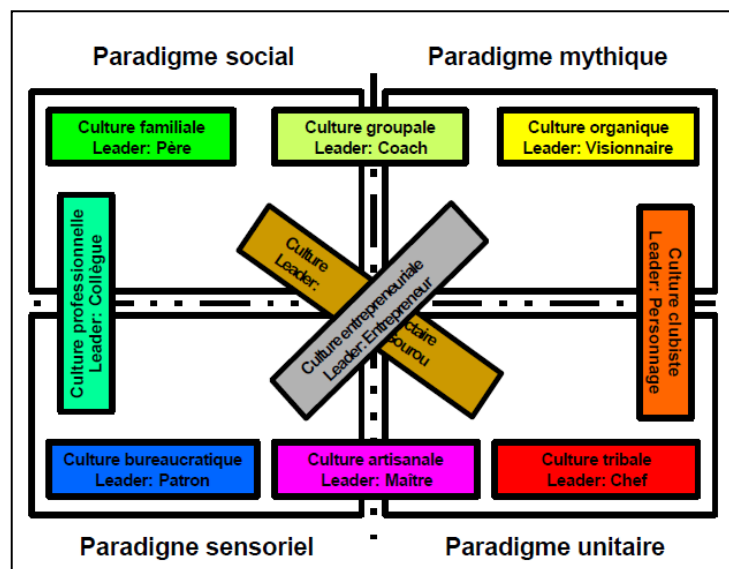 Paradigme social
Paradigme mythique
Culture familiale
Leader: Père
Culture groupale
Leader: Coach
Culture organique
Leader: Visionnaire
Culture professionnelle
Leader: Collègue
Culture
Leader:
Culture entrepreneuriale
Leader: Entrepreneur
Culture clubiste
Leader: Personnage
Culture bureaucratique
Leader: Patron
Culture artisanale
Leader: Maître
Culture tribale
Leader: Chef
Paradigne sensoriel
Paradigme unitaire